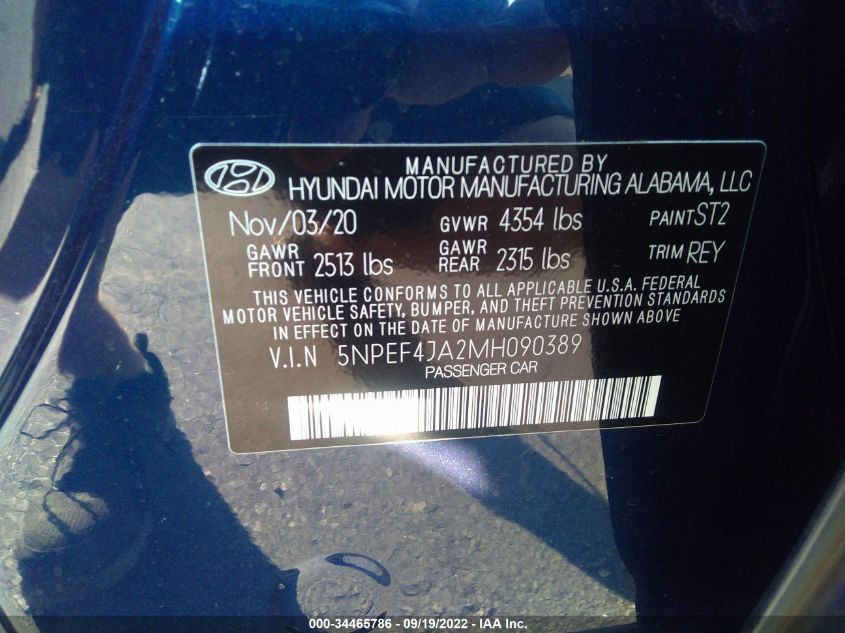 MANUFACTURED BY
HYUNDAI MOTOR MANUFACTURING ALABAMA, LLC
Nov/03/20 GVWR 4354 lbs PAINT ST2
GAWR FRONT 2513 lbs GAWR REAR 2315 lbs TRIM REY
THIS VEHICLE CONFORMS TO ALL APPLICABLE U.S.A. FEDERAL
MOTOR VEHICLE SAFETY, BUMPER, AND THEFT PREVENTION STANDARDS
IN EFFECT ON THE DATE OF MANUFACTURE SHOWN ABOVE
V.I.N 5NPEF4JA2MH090389
PASSENGER CAR
000-34465786 - 09/19/2022 - IAA Inc.